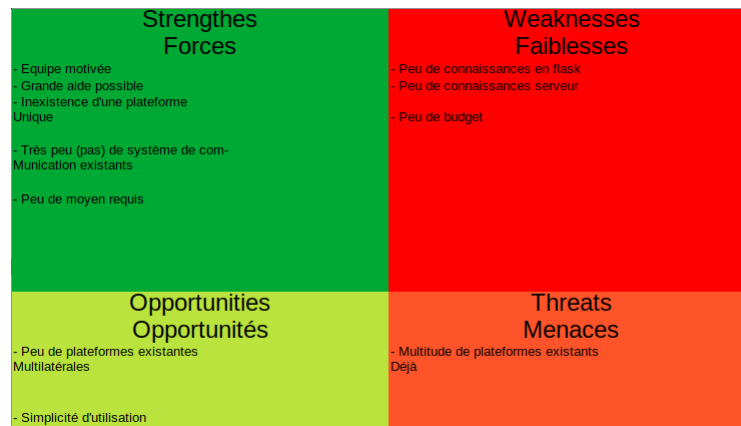 Strengthes
Forces
- Equipe motivée
- Grande aide possible
- Inexistence d'une plateforme
Unique
- Très peu (pas) de système de com-
Munication existants
- Peu de moyen requis
Weaknesses
Faiblesses
- Peu de connaissances en flask
- Peu de connaissances serveur
- Peu de budget
Opportunities
Opportunités
- Peu de plateformes existantes
Multilatérales
- Simplicité d'utilisation
Threats
Menaces
- Multitude de plateformes existants
Déjà